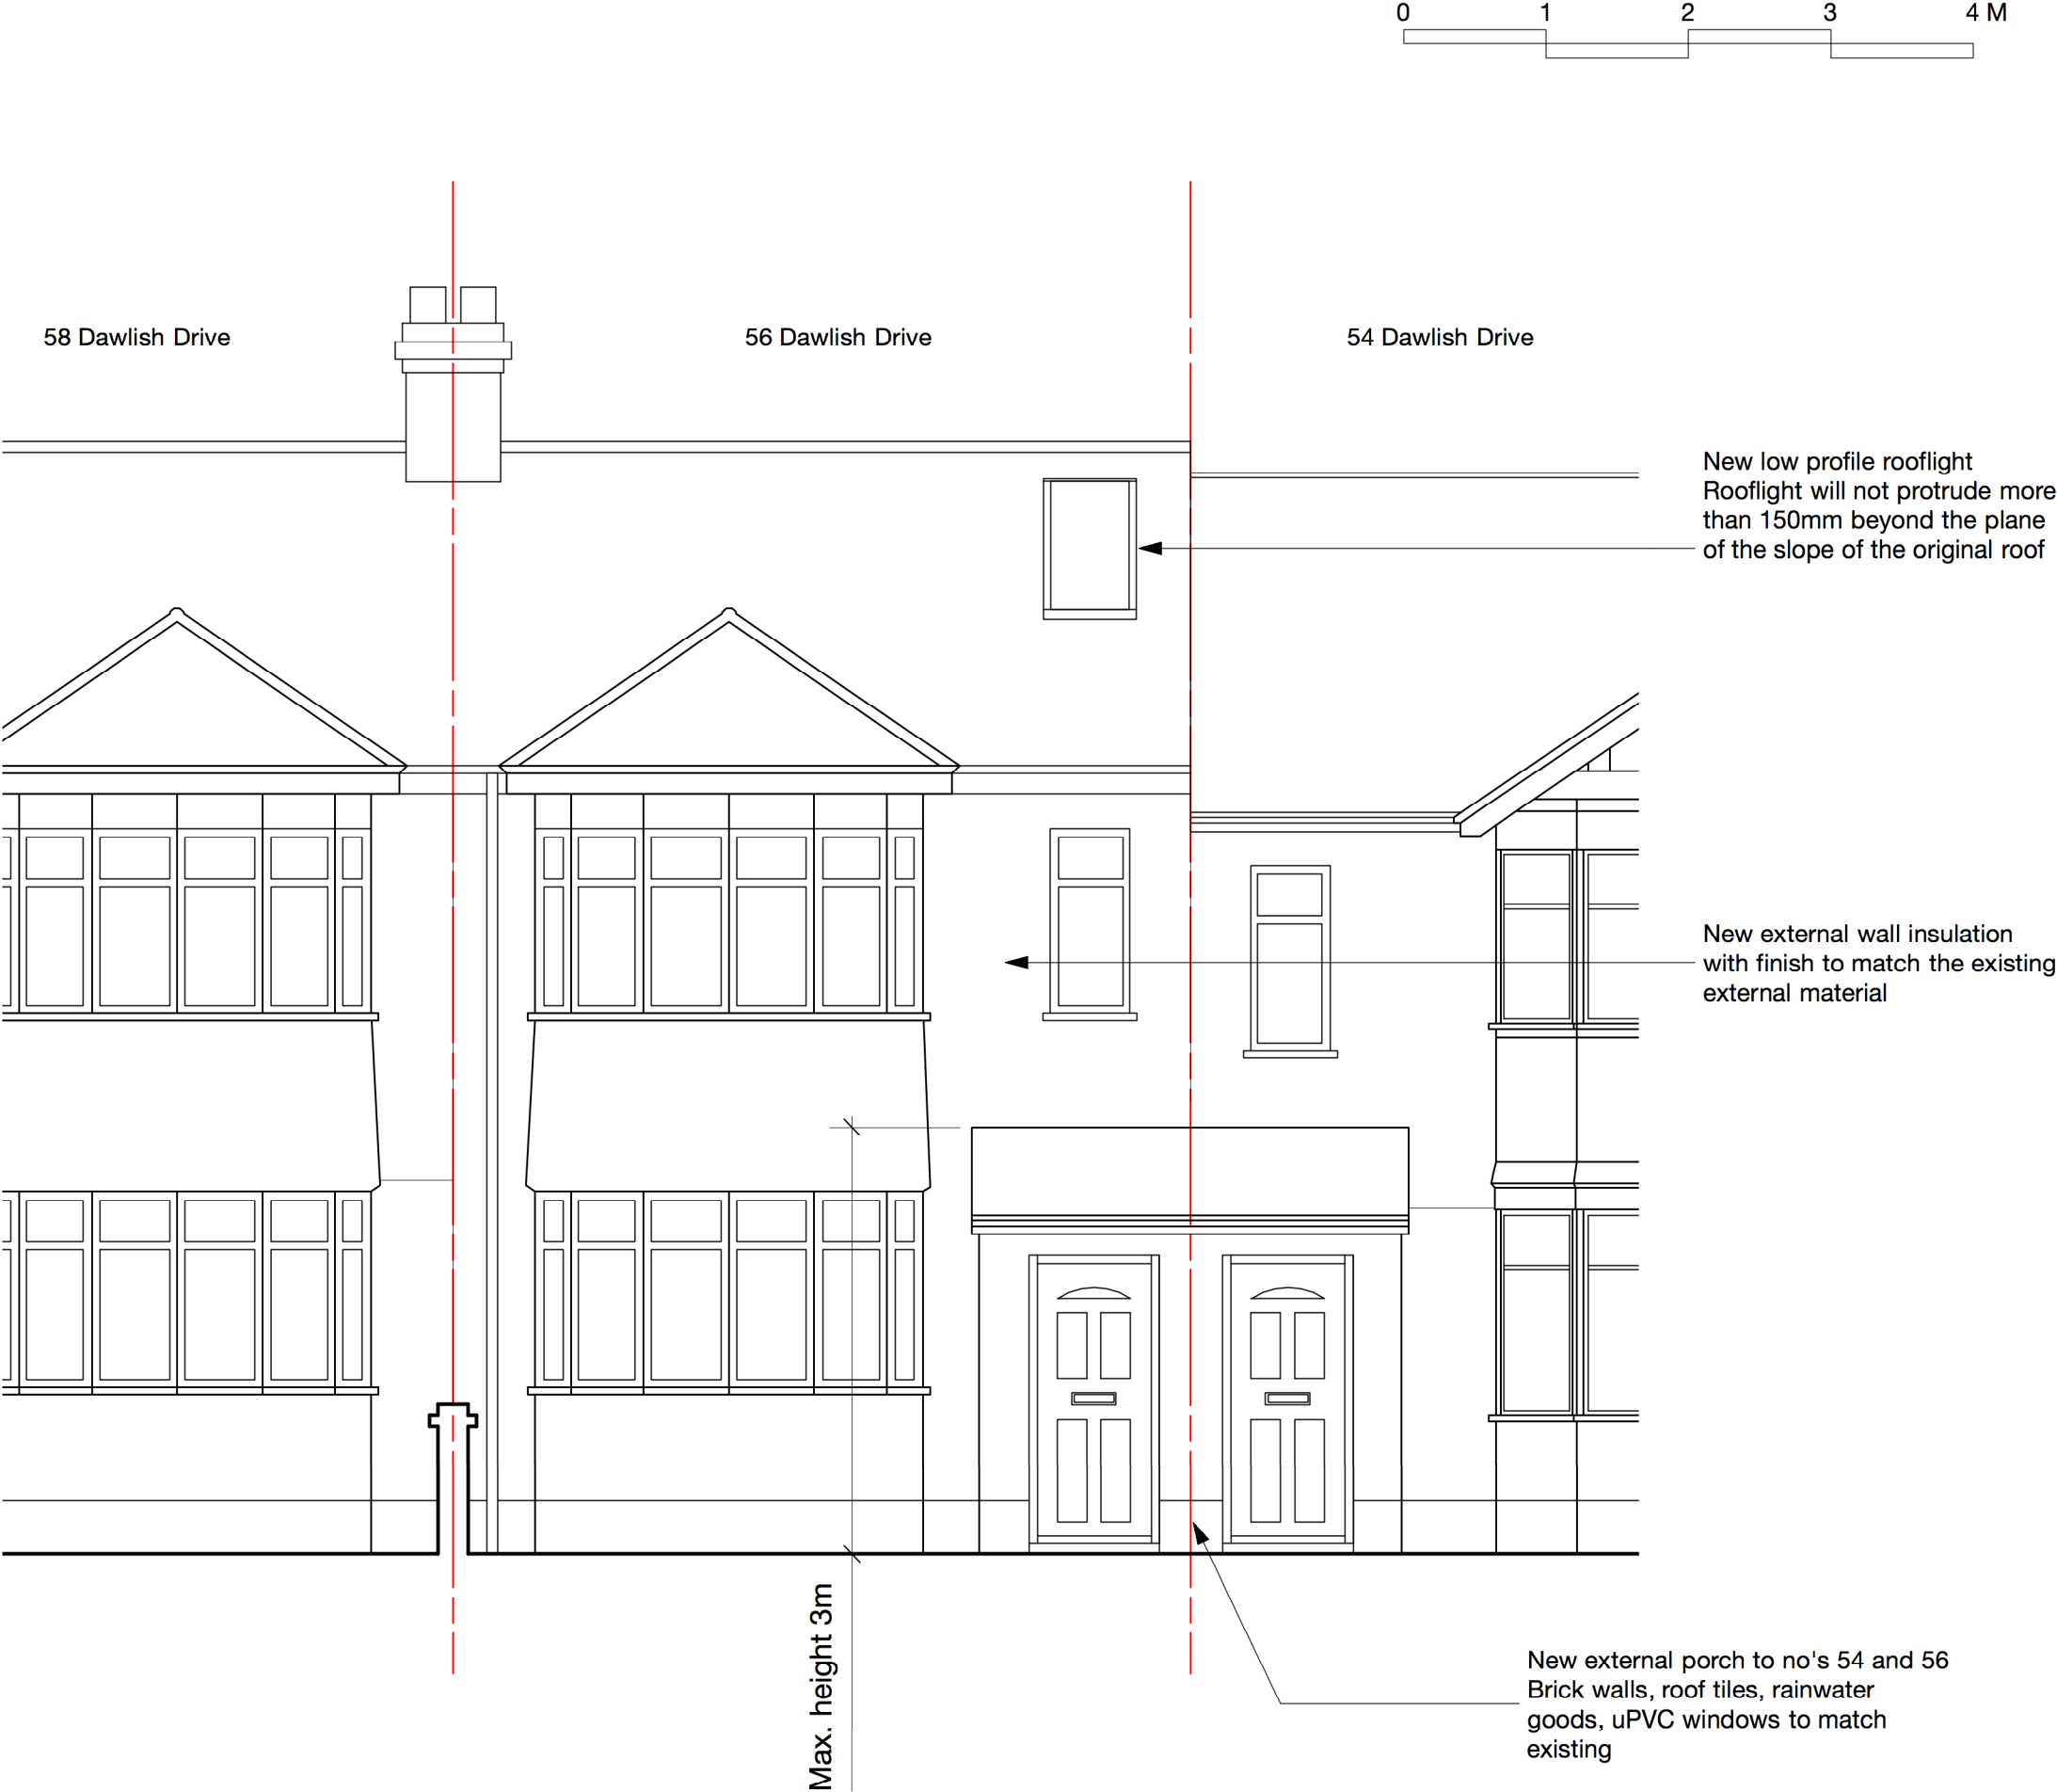 0 1 2 3 4 M
58 Dawlish Drive
56 Dawlish Drive
54 Dawlish Drive
New low profile rooflight
Rooflight will not protrude more
than 150mm beyond the plane
of the slope of the original roof
New external wall insulation
with finish to match the existing
external material
Max. height 3m
New external porch to no's 54 and 56
Brick walls, roof tiles, rainwater
goods, uPVC windows to match
existing